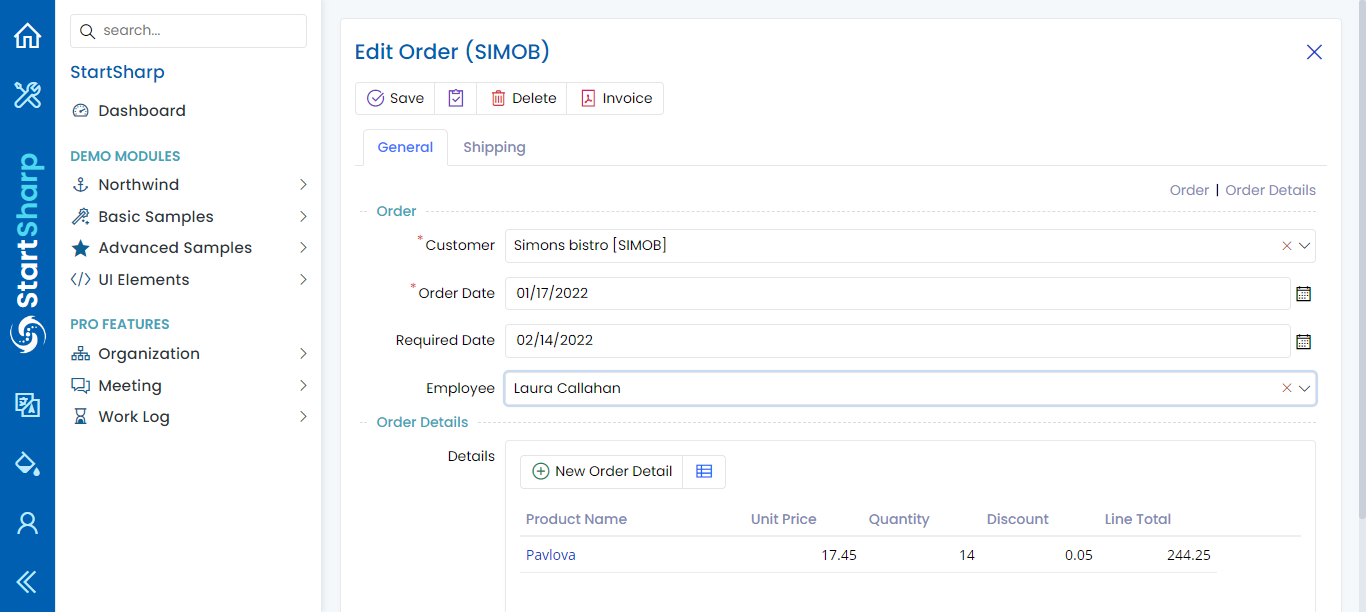 StartSharp
search...
StartSharp
Dashboard
DEMO MODULES
Northwind
Basic Samples
Advanced Samples
UI Elements
PRO FEATURES
Organization
Meeting
Work Log
Edit Order (SIMOB)
Save Delete Invoice
General Shipping
Order | Order Details
Order
* Customer Simons bistro [SIMOB]
* Order Date 01/17/2022
Required Date 02/14/2022
Employee Laura Callahan
Order Details
Details
New Order Detail
Product Name Unit Price Quantity Discount Line Total
Pavlova 17.45 14 0.05 244.25